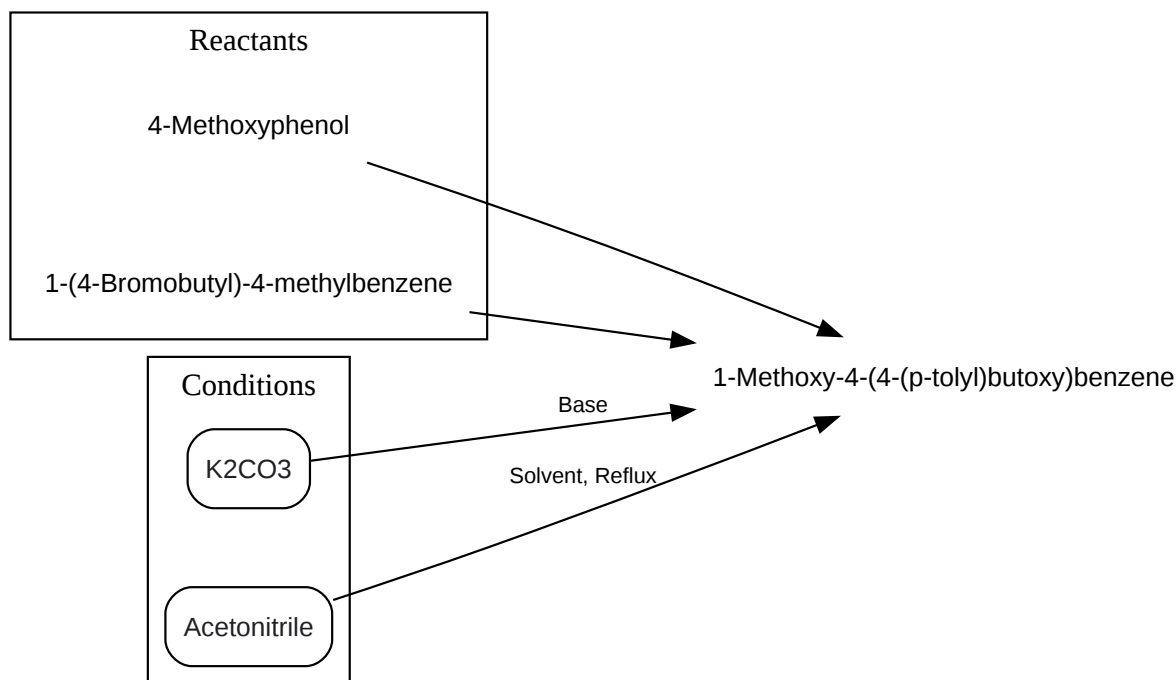 Reactants
4-Methoxyphenol
1-(4-Bromobutyl)-4-methylbenzene
Conditions
K2CO3
Acetonitrile
Base
Solvent, Reflux
1-Methoxy-4-(4-(p-tolyl)butoxy)benzene